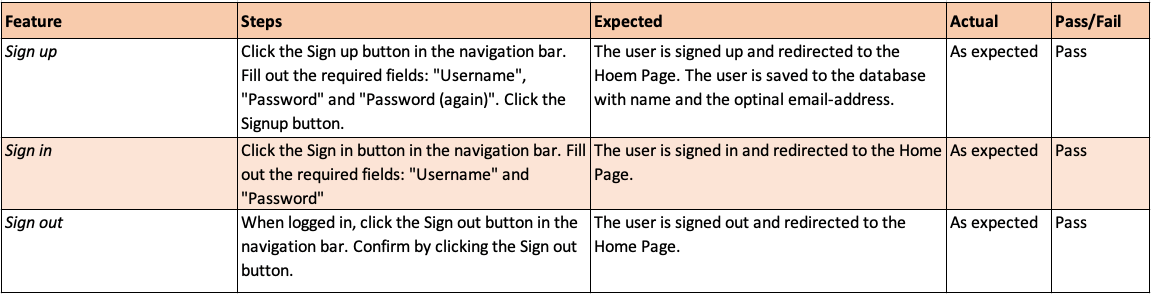 Feature Steps Expected Actual Pass/Fail
Sign up Click the Sign up button in the navigation bar. The user is signed up and redirected to the As expected Pass
Fill out the required fields: "Username", Hoem Page. The user is saved to the database
"Password" and "Password (again)". Click the with name and the optinal email-address.
Signup button.
Sign in Click the Sign in button in the navigation bar. Fill The user is signed in and redirected to the Home As expected Pass
out the required fields: "Username" and Page.
"Password"
Sign out When logged in, click the Sign out button in the The user is signed out and redirected to the As expected Pass
navigation bar. Confirm by clicking the Sign out Home Page.
button.